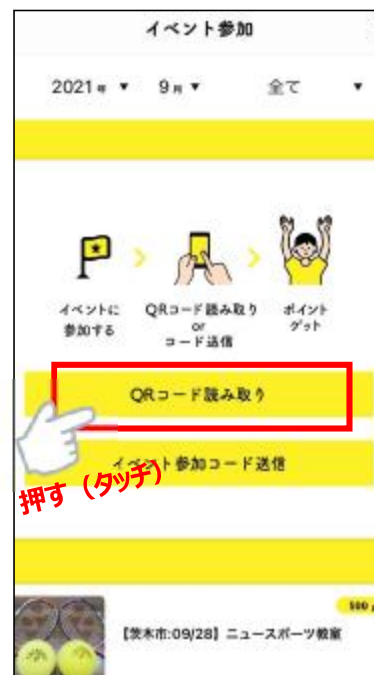 イベント参加
2021年 ▼ 9月 ▼ 全て ▼
イベントに
参加する
QRコード読み取り
or
コード送信
ポイント
ゲット
QRコード読み取り
イベント参加コード送信
押す（タッチ）
500
【茨木市:09/28】ニュースポーツ教室